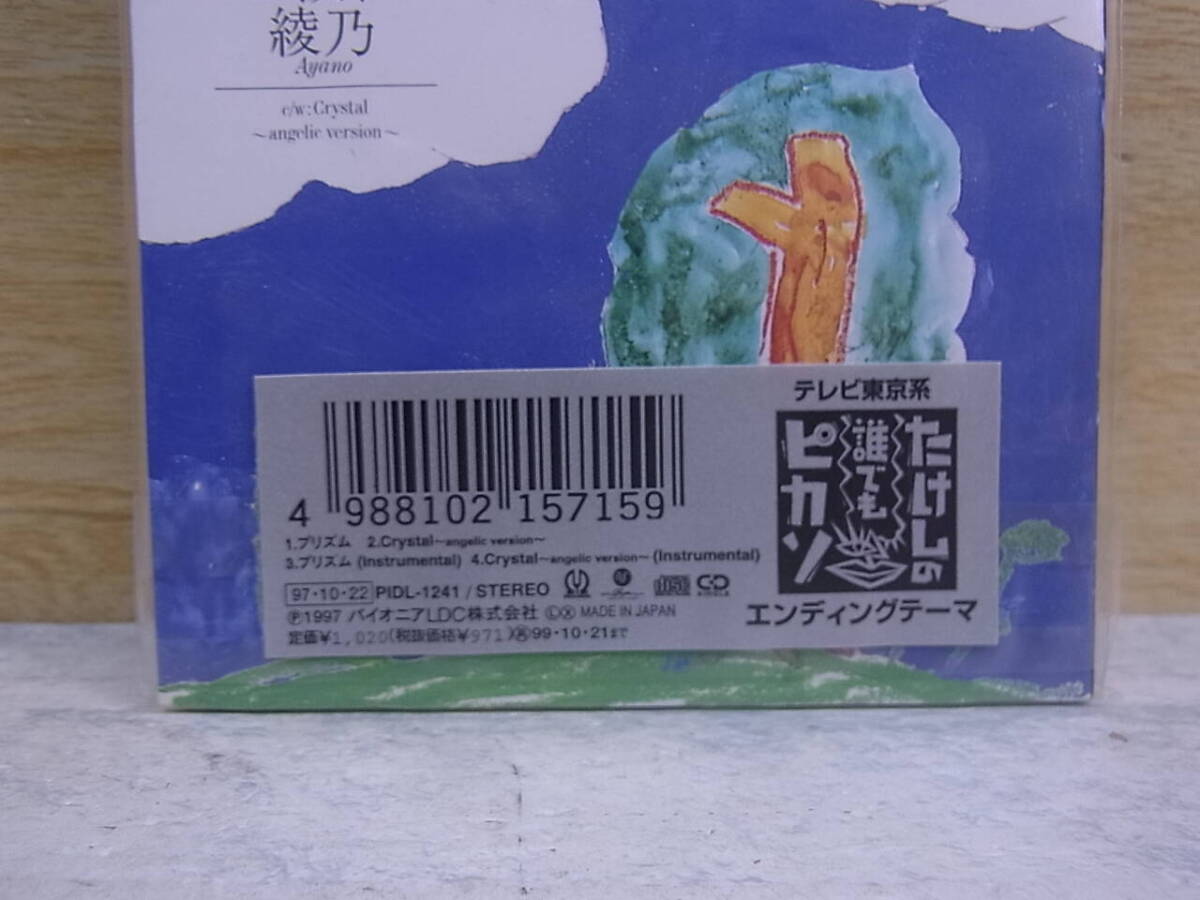 綾乃
Ayano
c/w:Crystal
～angelic version～
テレビ東京系
たけしの
誰でも
ピカソ
エンディングテーマ
4 988102 157159
1.プリズム 2.Crystal～angelic version～
3.プリズム (Instrumental) 4.Crystal～angelic version～ (Instrumental)
97·10·22 PIDL-1241 / STEREO
Ⓟ1997 パイオニアLDC株式会社 ⓁⓍ MADE IN JAPAN
定価¥1,020(税抜価格¥971)Ⓡ99·10·21まで